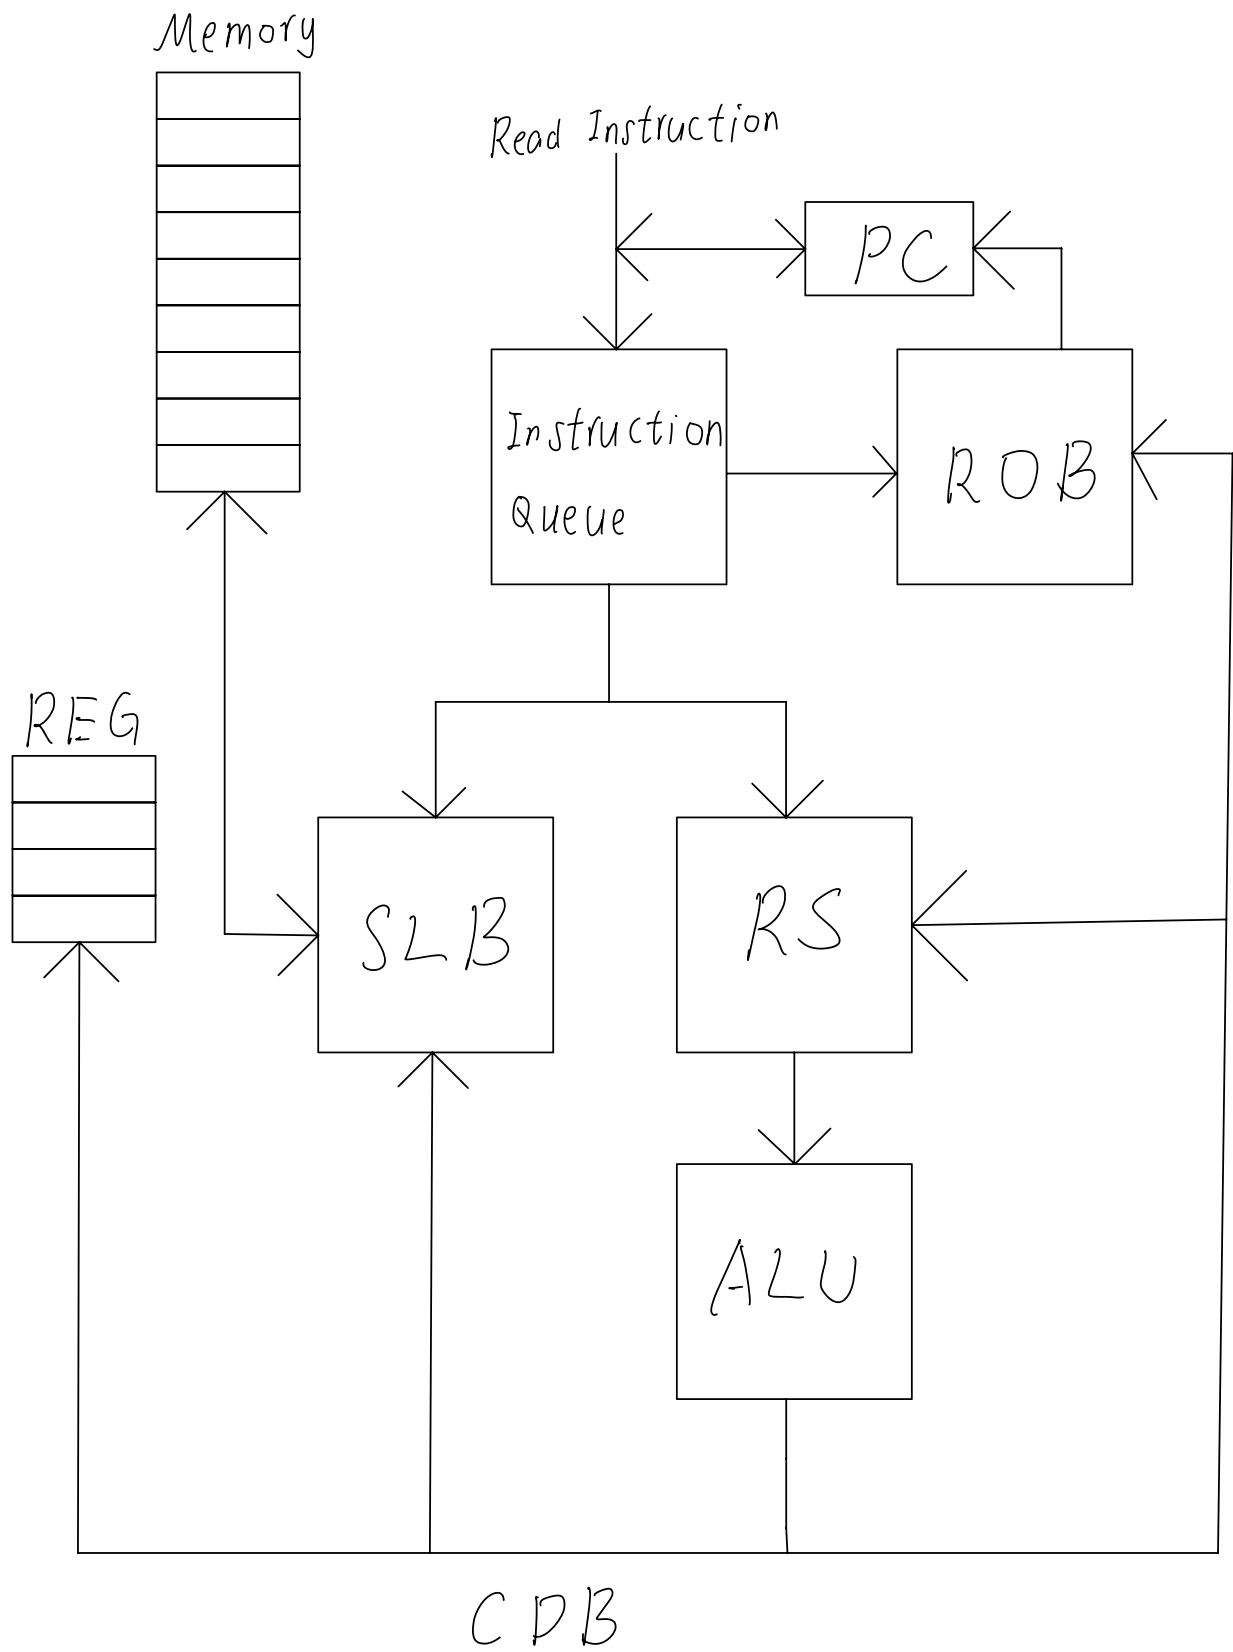 Memory
Read Instruction
PC
Instruction
Queue
ROB
REG
SLB
RS
ALU
CDB